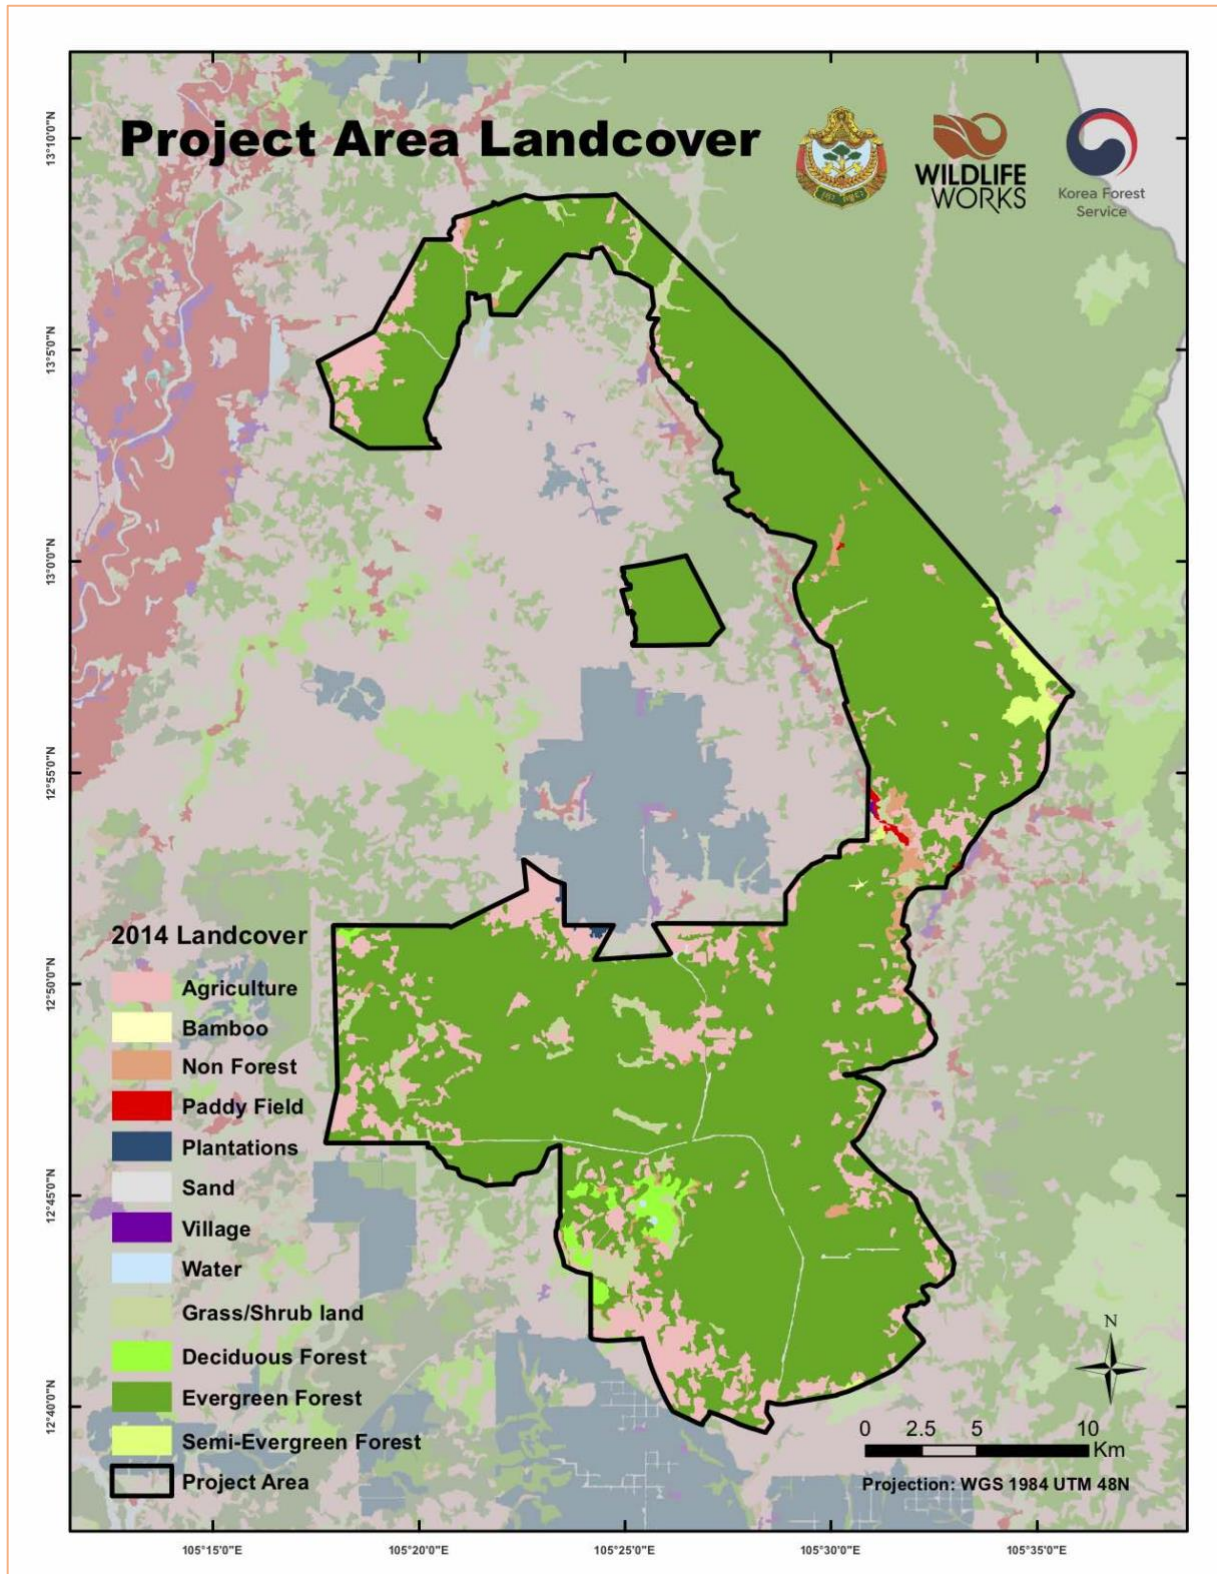 Project Area Landcover
WILDLIFE
WORKS
Korea Forest
Service
13°10'0"N
13°5'0"N
13°0'0"N
12°55'0"N
12°50'0"N
12°45'0"N
12°40'0"N
2014 Landcover
Agriculture
Bamboo
Non Forest
Paddy Field
Plantations
Sand
Village
Water
Grass/Shrub land
Deciduous Forest
Evergreen Forest
Semi-Evergreen Forest
Project Area
N
0 2.5 5 10
Km
Projection: WGS 1984 UTM 48N
105°15'0"E
105°20'0"E
105°25'0"E
105°30'0"E
105°35'0"E